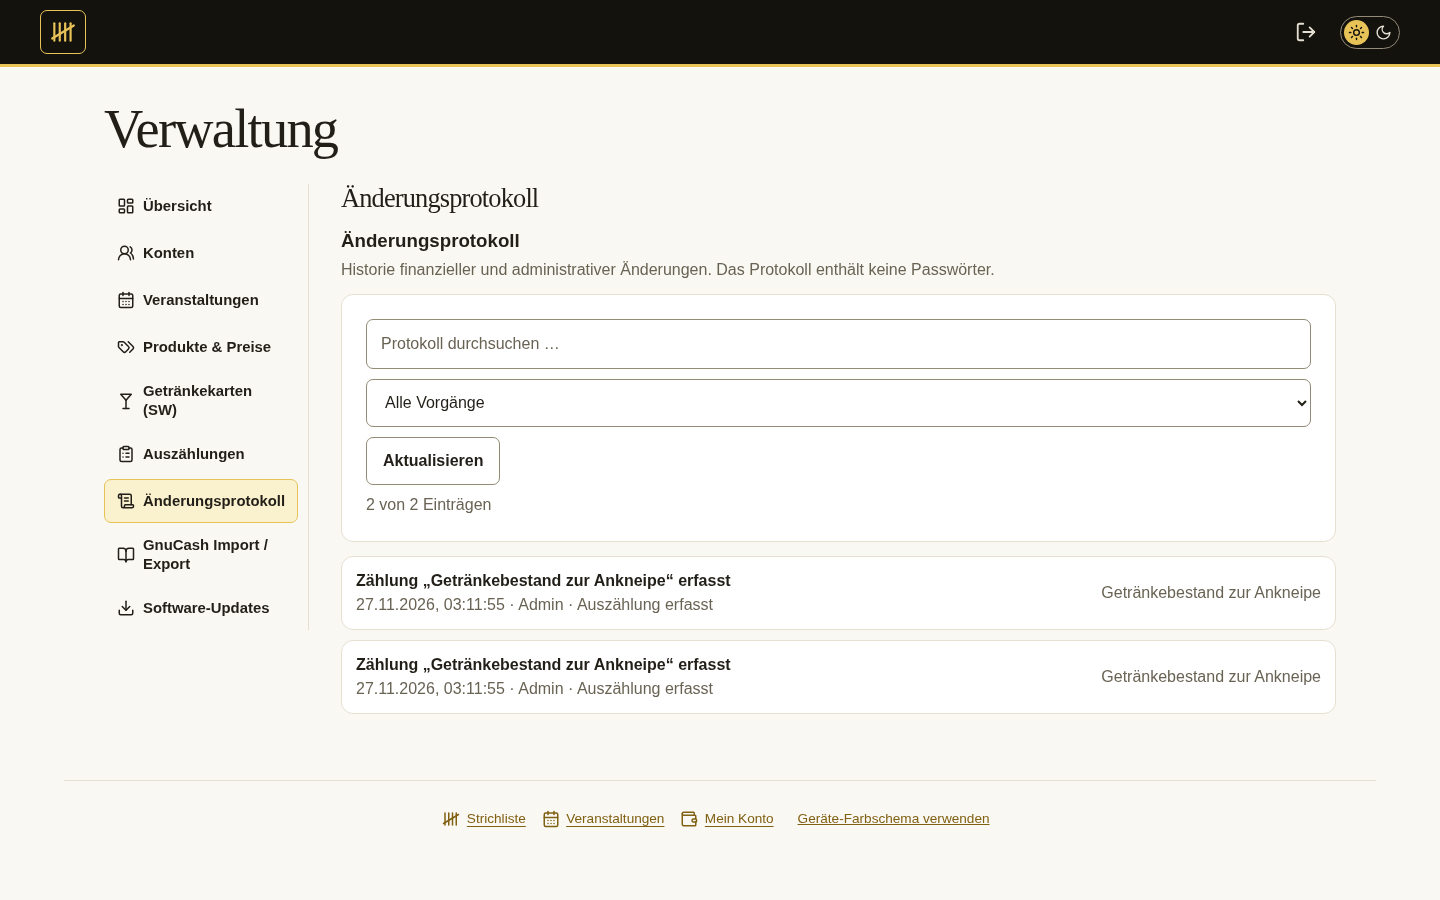 Verwaltung
Übersicht
Konten
Veranstaltungen
Produkte & Preise
Getränkekarten
(SW)
Auszählungen
Änderungsprotokoll
GnuCash Import /
Export
Software-Updates
Änderungsprotokoll
Änderungsprotokoll
Historie finanzieller und administrativer Änderungen. Das Protokoll enthält keine Passwörter.
Protokoll durchsuchen …
Alle Vorgänge
Aktualisieren
2 von 2 Einträgen
Zählung „Getränkebestand zur Ankneipe“ erfasst
27.11.2026, 03:11:55 · Admin · Auszählung erfasst
Getränkebestand zur Ankneipe
Zählung „Getränkebestand zur Ankneipe“ erfasst
27.11.2026, 03:11:55 · Admin · Auszählung erfasst
Getränkebestand zur Ankneipe
Strichliste Veranstaltungen Mein Konto Geräte-Farbschema verwenden